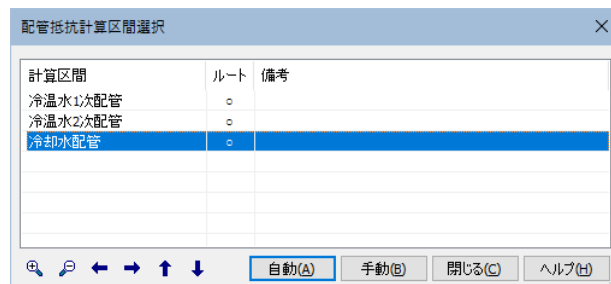 配管抵抗計算区間選択
計算区間 ルート 備考
冷温水1次配管 ○
冷温水2次配管 ○
冷却水配管 ○
自動(A) 手動(B) 閉じる(C) ヘルプ(H)